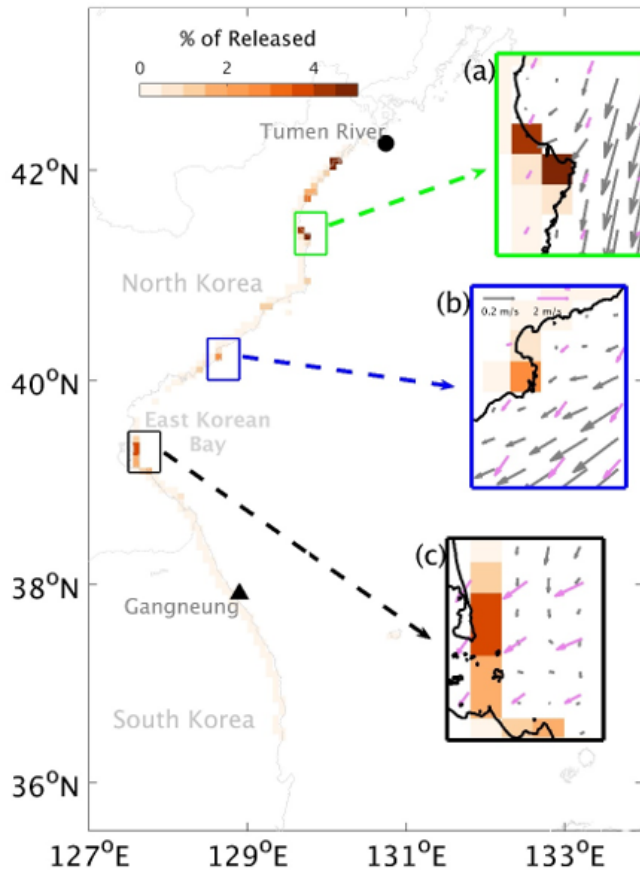 % of Released
0 2 4
(a)
Tumen River
42°N
North Korea
(b)
0.2 m/s 2 m/s
40°N
East Korean
Bay
(c)
38°N
Gangneung
South Korea
36°N
127°E 129°E 131°E 133°E